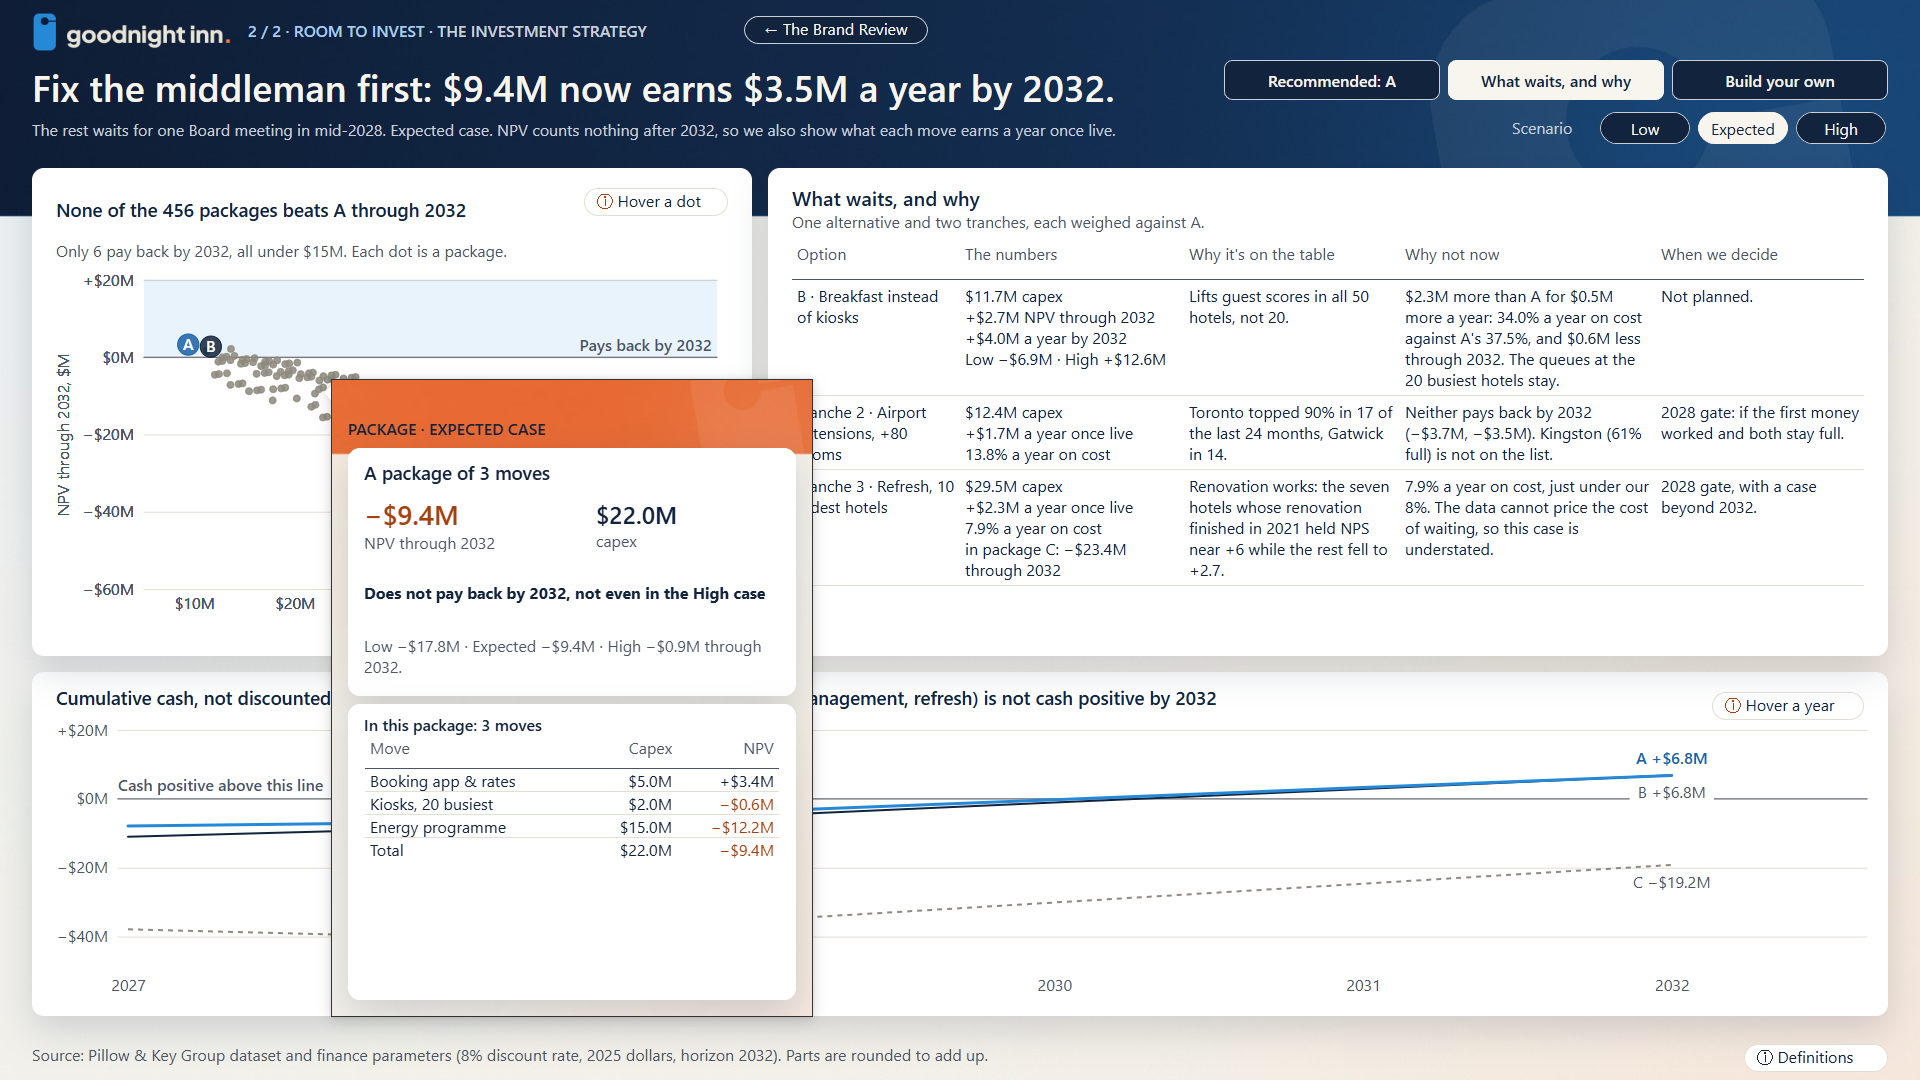 goodnight inn.
2 / 2 · ROOM TO INVEST · THE INVESTMENT STRATEGY
← The Brand Review
Fix the middleman first: $9.4M now earns $3.5M a year by 2032.
The rest waits for one Board meeting in mid-2028. Expected case. NPV counts nothing after 2032, so we also show what each move earns a year once live.
Recommended: A
What waits, and why
Build your own
Scenario
Low
Expected
High
None of the 456 packages beats A through 2032
ⓘ Hover a dot
Only 6 pay back by 2032, all under $15M. Each dot is a package.
NPV through 2032, $M
+$20M
$0M
−$20M
−$40M
−$60M
A
B
Pays back by 2032
$10M
$20M
What waits, and why
One alternative and two tranches, each weighed against A.
Option
The numbers
Why it's on the table
Why not now
When we decide
B · Breakfast instead
of kiosks
$11.7M capex
+$2.7M NPV through 2032
+$4.0M a year by 2032
Low −$6.9M · High +$12.6M
Lifts guest scores in all 50
hotels, not 20.
$2.3M more than A for $0.5M
more a year: 34.0% a year on cost
against A's 37.5%, and $0.6M less
through 2032. The queues at the
20 busiest hotels stay.
Not planned.
anche 2 · Airport
tensions, +80
oms
$12.4M capex
+$1.7M a year once live
13.8% a year on cost
Toronto topped 90% in 17 of
the last 24 months, Gatwick
in 14.
Neither pays back by 2032
(−$3.7M, −$3.5M). Kingston (61%
full) is not on the list.
2028 gate: if the first money
worked and both stay full.
anche 3 · Refresh, 10
dest hotels
$29.5M capex
+$2.3M a year once live
7.9% a year on cost
in package C: −$23.4M
through 2032
Renovation works: the seven
hotels whose renovation
finished in 2021 held NPS
near +6 while the rest fell to
+2.7.
7.9% a year on cost, just under our
8%. The data cannot price the cost
of waiting, so this case is
understated.
2028 gate, with a case
beyond 2032.
PACKAGE · EXPECTED CASE
A package of 3 moves
−$9.4M
NPV through 2032
$22.0M
capex
Does not pay back by 2032, not even in the High case
Low −$17.8M · Expected −$9.4M · High −$0.9M through
2032.
In this package: 3 moves
Move Capex NPV
Booking app & rates $5.0M +$3.4M
Kiosks, 20 busiest $2.0M −$0.6M
Energy programme $15.0M −$12.2M
Total $22.0M −$9.4M
Cumulative cash, not discounted
anagement, refresh) is not cash positive by 2032
ⓘ Hover a year
+$20M
$0M
−$20M
−$40M
Cash positive above this line
A +$6.8M
B +$6.8M
C −$19.2M
2027
2030
2031
2032
Source: Pillow & Key Group dataset and finance parameters (8% discount rate, 2025 dollars, horizon 2032). Parts are rounded to add up.
ⓘ Definitions